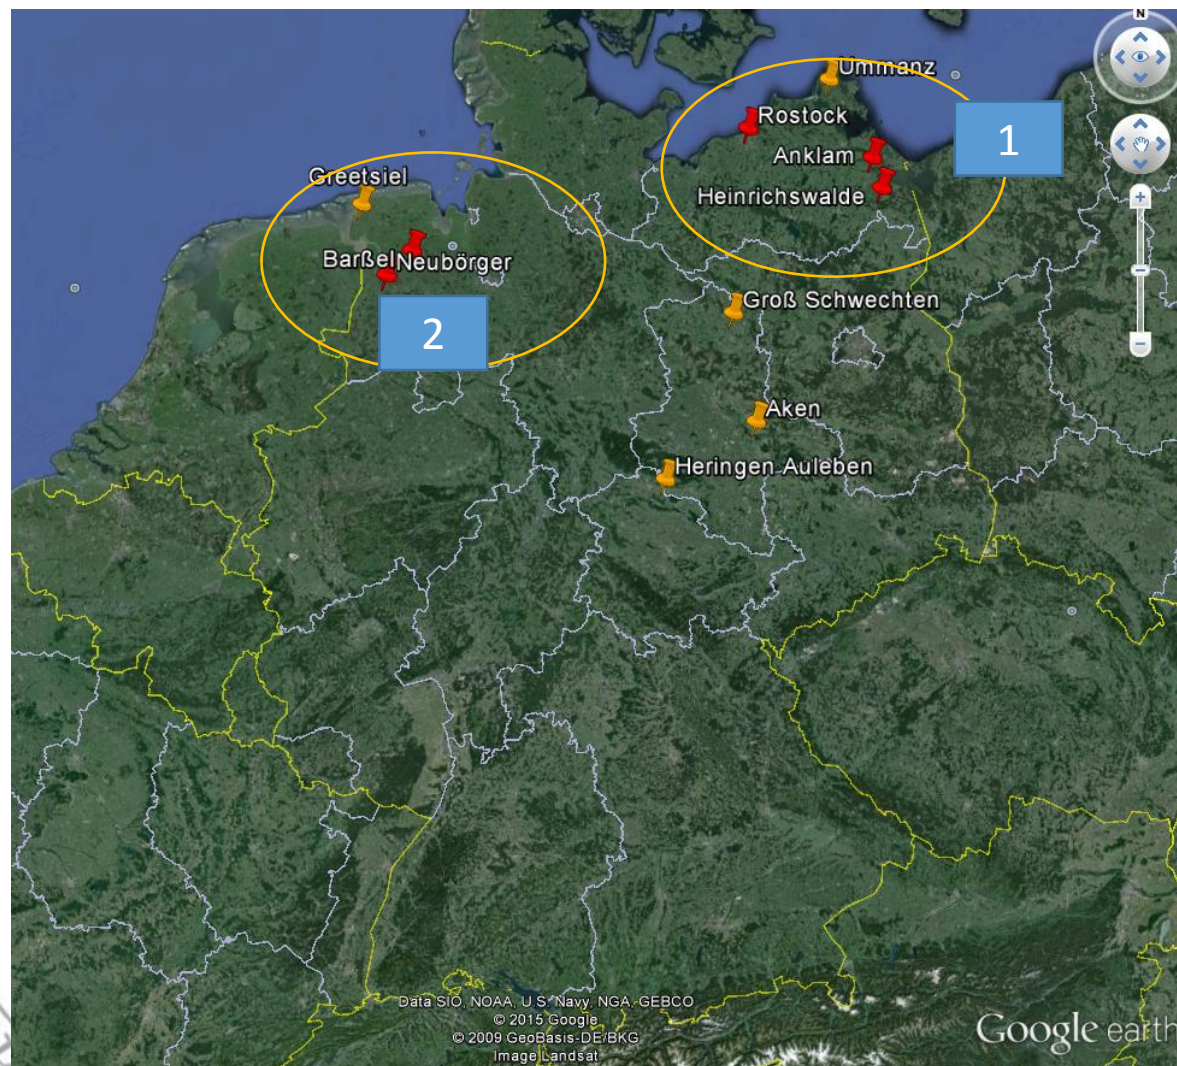 N
Ummanz
Rostock
1
Anklam
Greetsiel
Heinrichswalde
Barßel
Neubörger
Groß Schwechten
2
Aken
Heringen Auleben
Data SIO, NOAA, U.S. Navy, NGA, GEBCO
© 2015 Google
© 2009 GeoBasis-DE/BKG
Image Landsat
Google earth